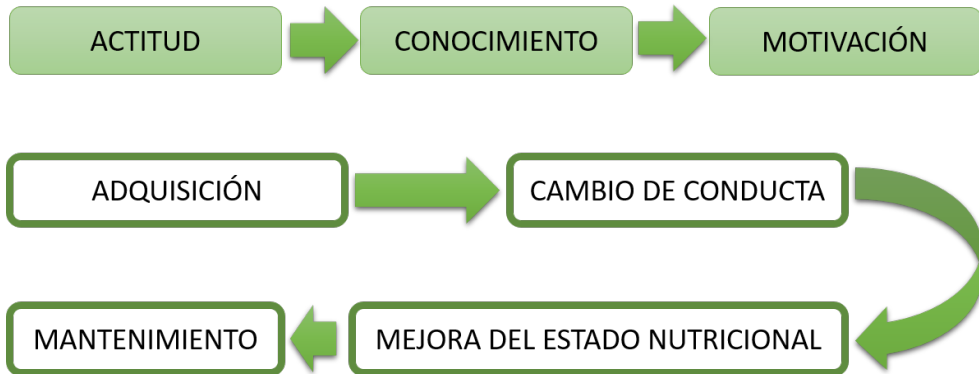 ACTITUD
CONOCIMIENTO
MOTIVACIÓN
ADQUISICIÓN
CAMBIO DE CONDUCTA
MEJORA DEL ESTADO NUTRICIONAL
MANTENIMIENTO